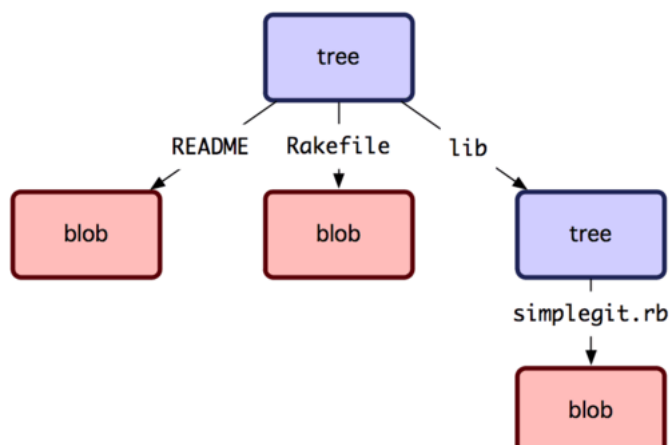 tree
README Rakefile lib
blob blob tree
simplegit.rb
blob